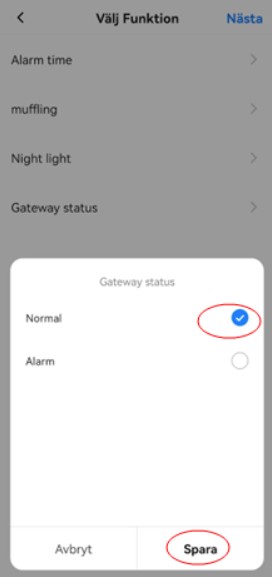 Välj Funktion Nästa
Alarm time
muffling
Night light
Gateway status
Gateway status
Normal
Alarm
Avbryt Spara